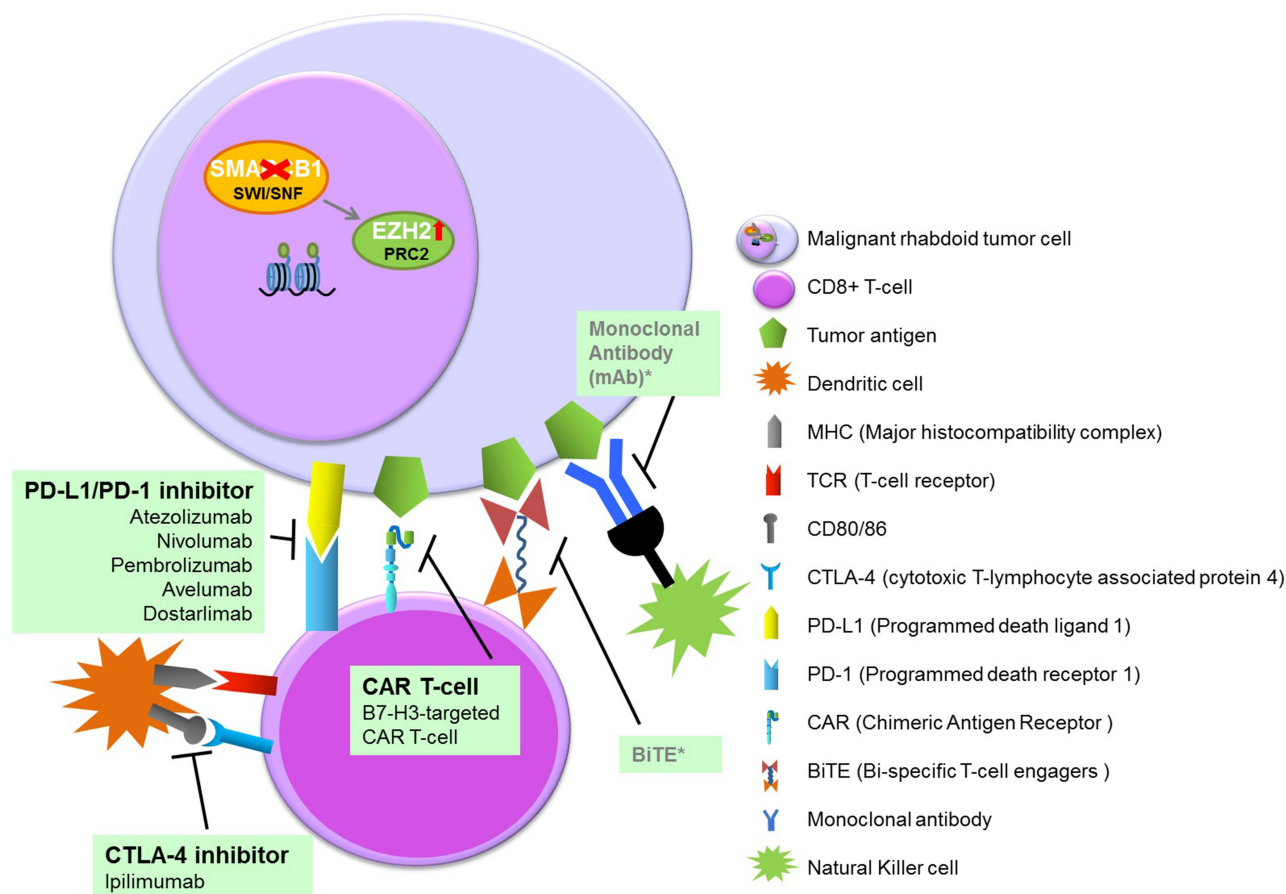 SMA B1
SWI/SNF
EZH2
PRC2
Monoclonal
Antibody
(mAb)*
PD-L1/PD-1 inhibitor
Atezolizumab
Nivolumab
Pembrolizumab
Avelumab
Dostarlimab
CAR T-cell
B7-H3-targeted
CAR T-cell
BiTE*
CTLA-4 inhibitor
Ipilimumab
Malignant rhabdoid tumor cell
CD8+ T-cell
Tumor antigen
Dendritic cell
MHC (Major histocompatibility complex)
TCR (T-cell receptor)
CD80/86
CTLA-4 (cytotoxic T-lymphocyte associated protein 4)
PD-L1 (Programmed death ligand 1)
PD-1 (Programmed death receptor 1)
CAR (Chimeric Antigen Receptor )
BiTE (Bi-specific T-cell engagers )
Monoclonal antibody
Natural Killer cell